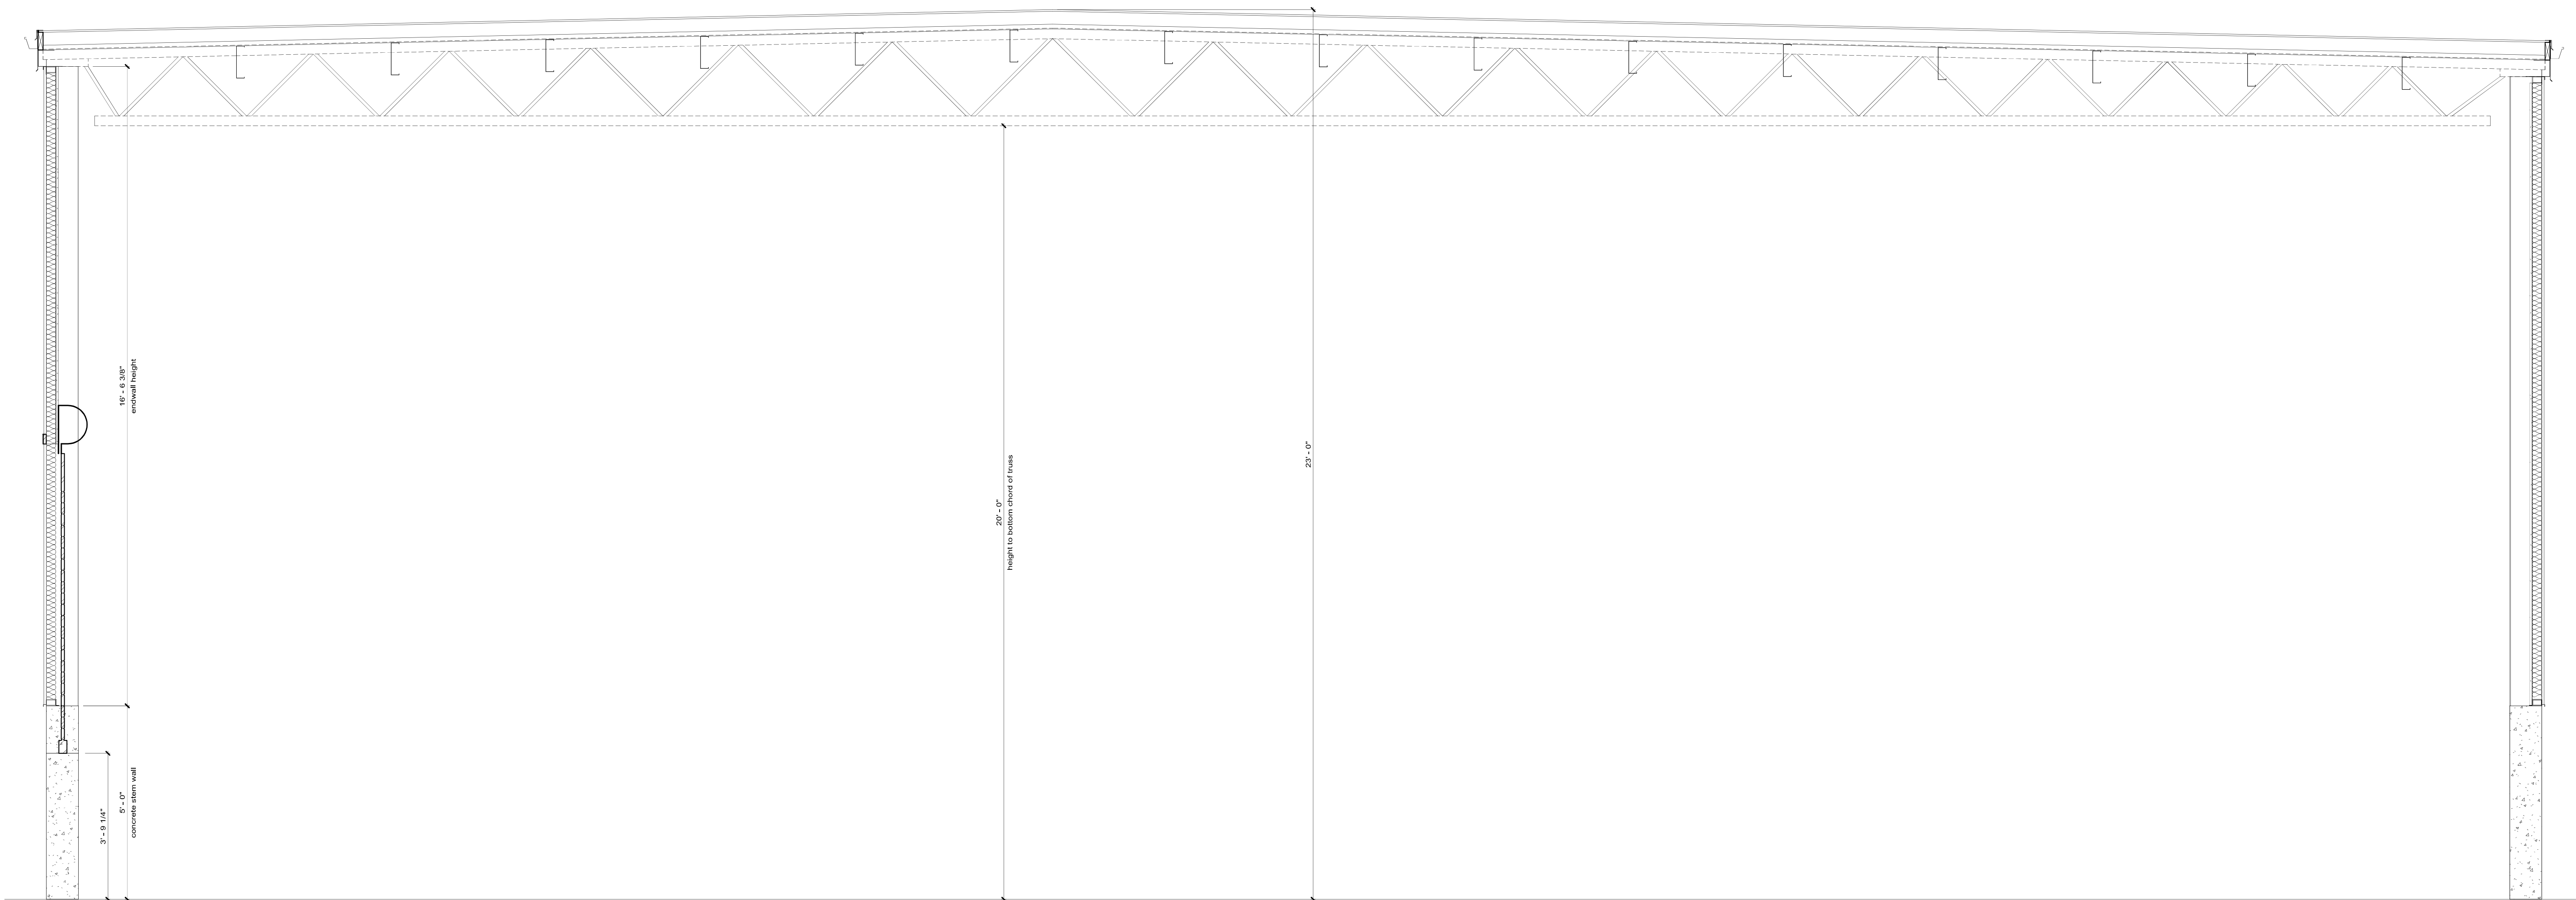 16' - 6 3/8"
endwall height
3' - 9 1/4"
5' - 0"
concrete stem wall
20' - 0"
height to bottom chord of truss
23' - 0"